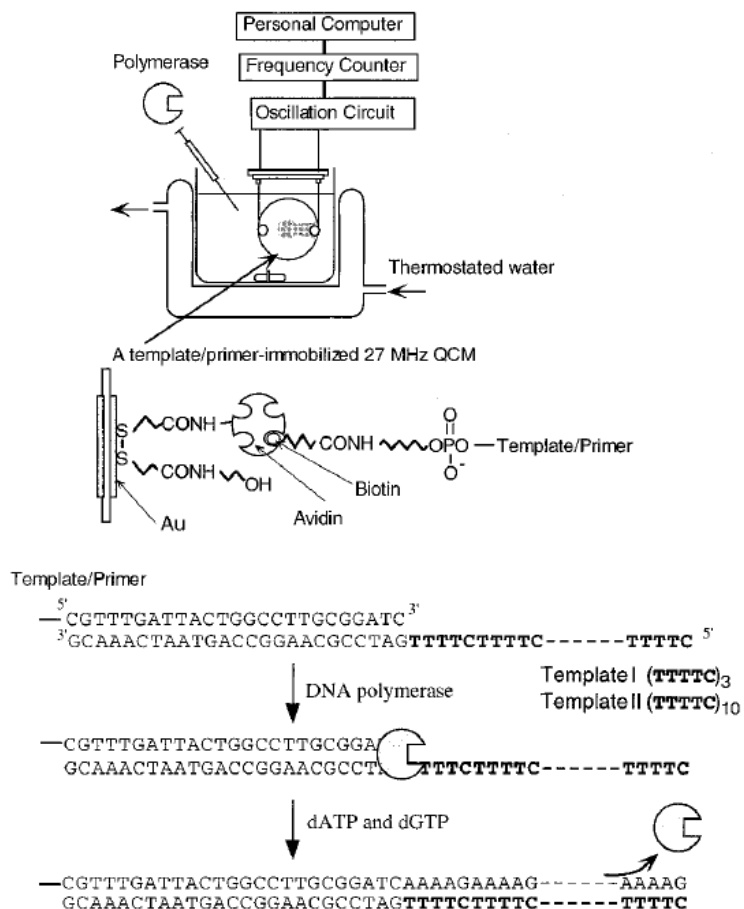 Personal Computer
Frequency Counter
Polymerase
Oscillation Circuit
Thermostated water
A template/primer-immobilized 27 MHz QCM
S CONH CONH OPO Template/Primer
O
O-
S CONH OH
Biotin
Avidin
Au
Template/Primer
5' CGTTTGATTACTGGCCTTGCGGATC 3'
3' GCAAACTAATGACCGGAACGCCTAGTTTTCTTTTC------TTTTC 5'
DNA polymerase
Template I (TTTTC)3
Template II (TTTTC)10
CGTTTGATTACTGGCCTTGCGGA
GCAAACTAATGACCGGAACGCCTA TTTCTTTTC------TTTTC
dATP and dGTP
CGTTTGATTACTGGCCTTGCGGATCAAAAGAAAAG------AAAAG
GCAAACTAATGACCGGAACGCCTAGTTTTCTTTTC------TTTTC